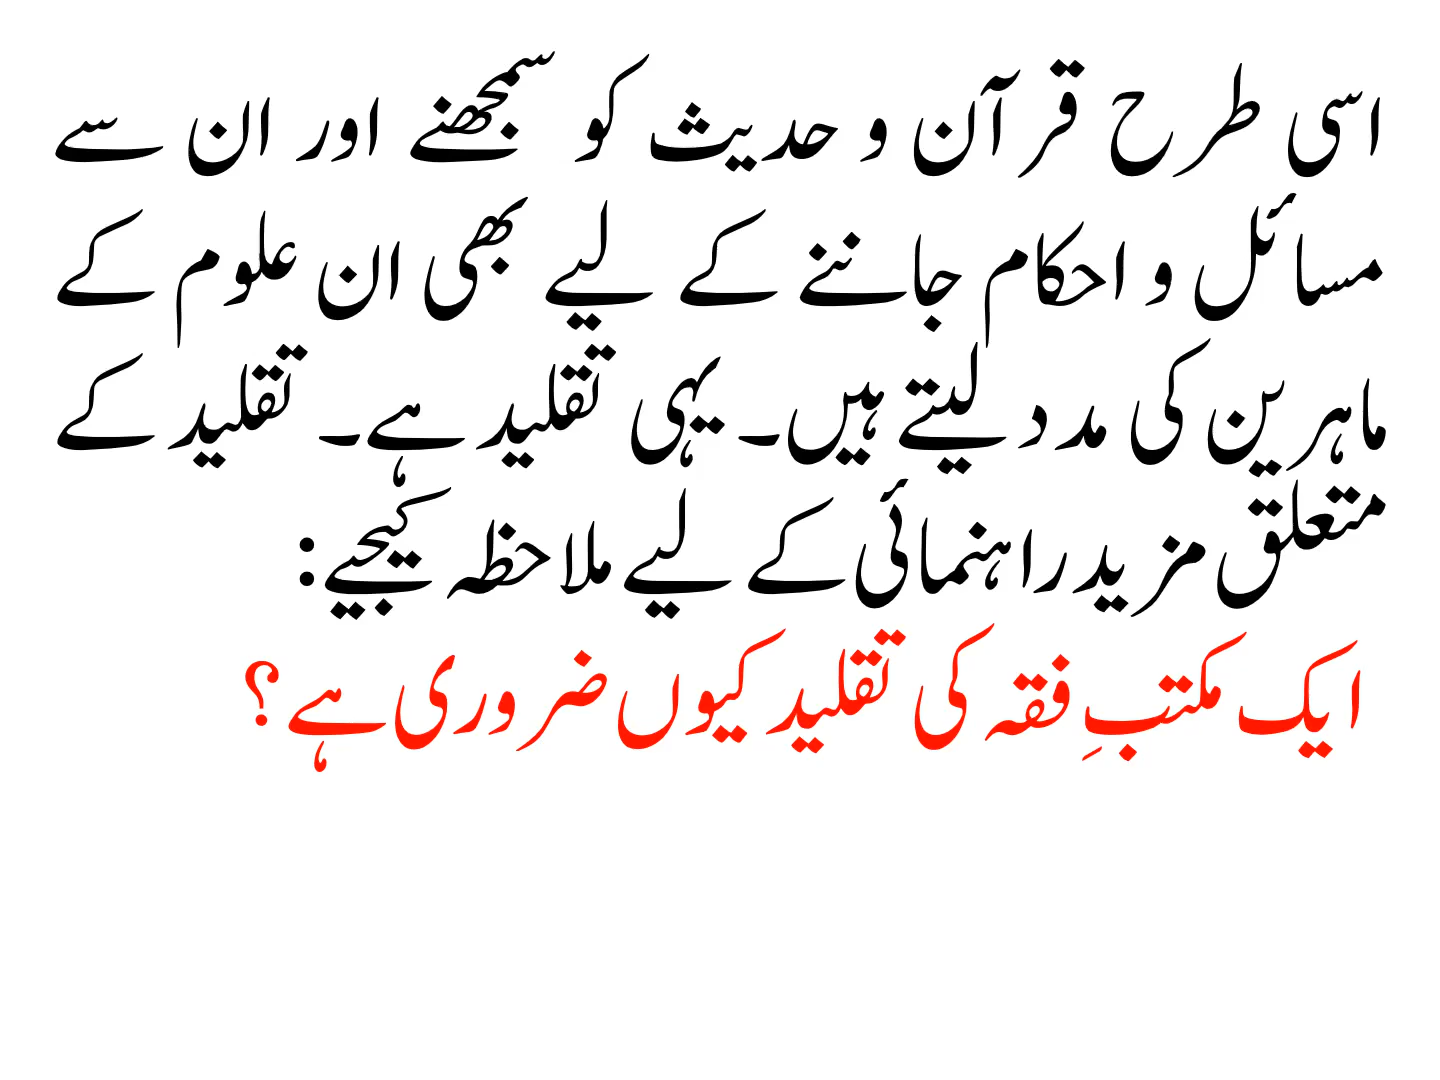 اسی طرح قرآن و حدیث کو سمجھنے اور ان سے
مسائل و احکام جاننے کے لیے بھی ان علوم کے
ماہرین کی مدد لیتے ہیں۔ یہی تقلید ہے۔ تقلید کے
متعلق مزید راہنمائی کے لیے ملاحظہ کیجیے:
ایک مکتبِ فقہ کی تقلید کیوں ضروری ہے؟